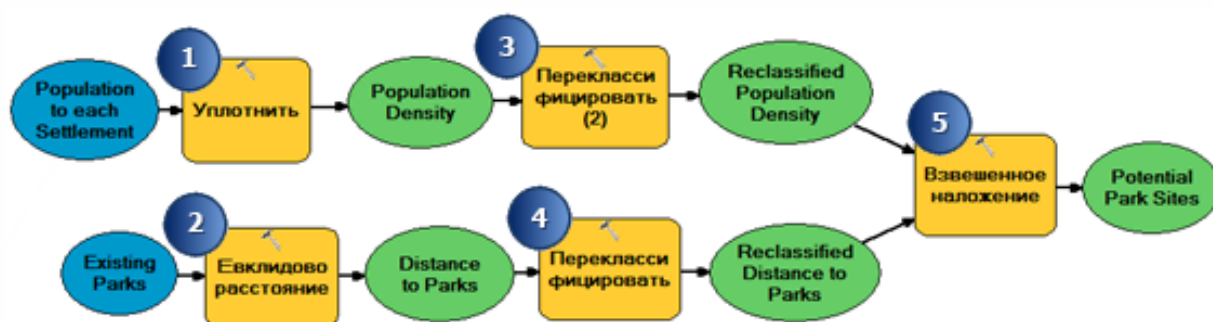 1
Population
to each
Settlement
Уплотнить
Population
Density
3
Перекласси
фицировать
(2)
Reclassified
Population
Density
5
Взвешенное
наложение
Potential
Park Sites
2
Existing
Parks
Евклидово
расстояние
Distance
to Parks
4
Перекласси
фицировать
Reclassified
Distance to
Parks